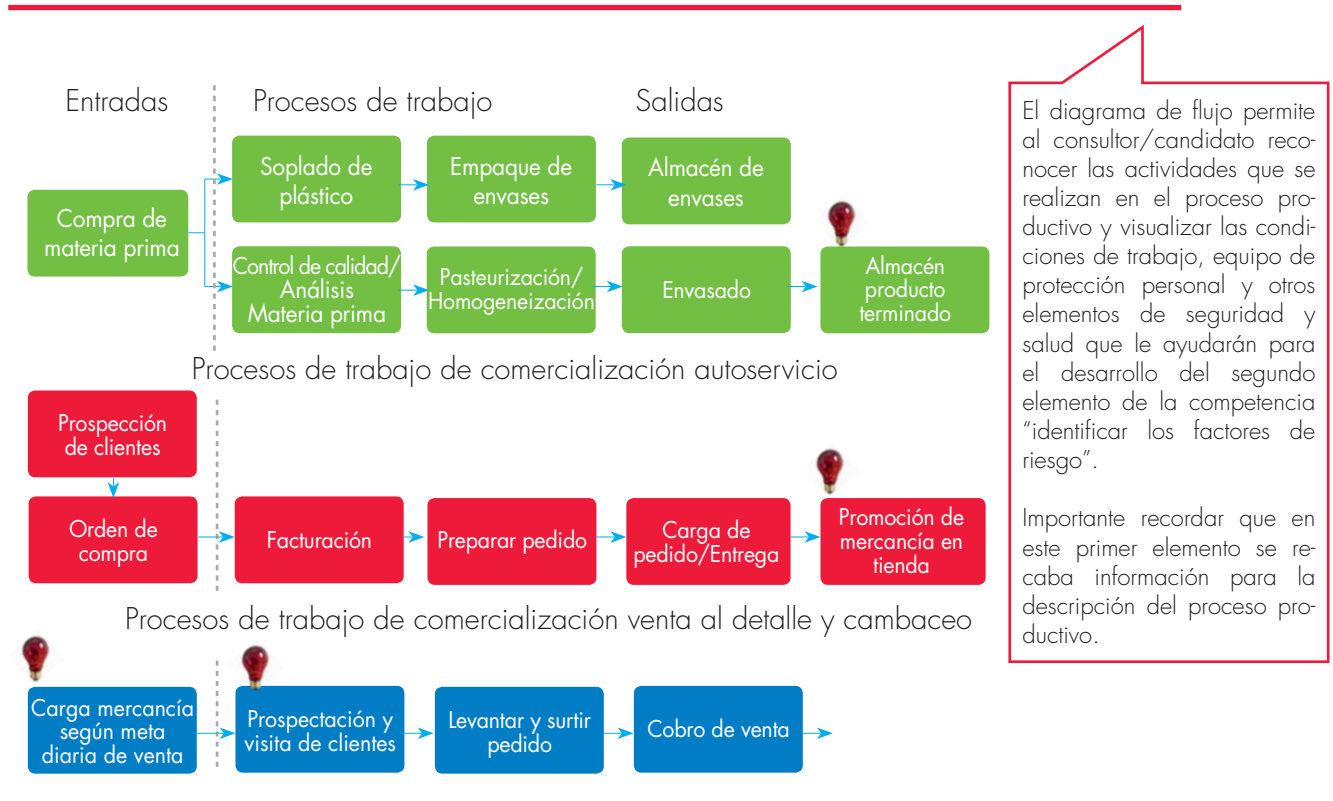 Entradas
Procesos de trabajo
Salidas
Compra de
materia prima
Soplado de
plástico
Empaque de
envases
Almacén de
envases
Control de calidad/
Análisis
Materia prima
Pasteurización/
Homogeneización
Envasado
Almacén
producto
terminado
Procesos de trabajo de comercialización autoservicio
Prospección
de clientes
Orden de
compra
Facturación
Preparar pedido
Carga de
pedido/Entrega
Promoción de
mercancía en
tienda
Procesos de trabajo de comercialización venta al detalle y cambaceo
Carga mercancía
según meta
diaria de venta
Prospectación y
visita de clientes
Levantar y surtir
pedido
Cobro de venta
El diagrama de flujo permite
al consultor/candidato reco-
nocer las actividades que se
realizan en el proceso pro-
ductivo y visualizar las condi-
ciones de trabajo, equipo de
protección personal y otros
elementos de seguridad y
salud que le ayudarán para
el desarrollo del segundo
elemento de la competencia
“identificar los factores de
riesgo”.
Importante recordar que en
este primer elemento se re-
caba información para la
descripción del proceso pro-
ductivo.